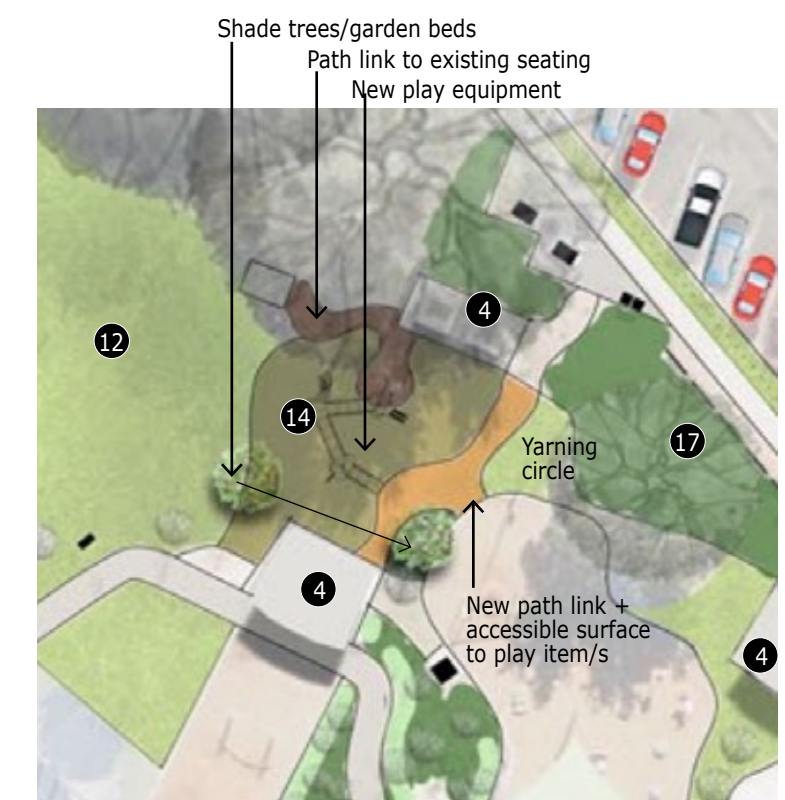 Shade trees/garden beds
Path link to existing seating
New play equipment
4
12
14
17
Yarning
circle
4
New path link +
accessible surface
to play item/s
4